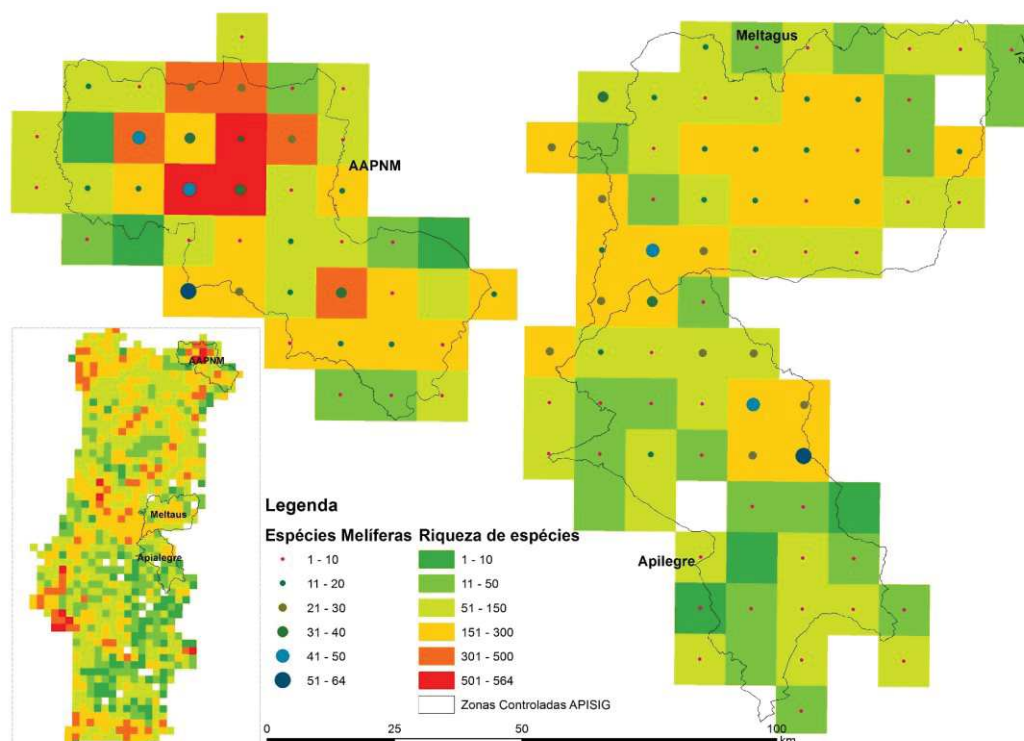 Meltagus
N
AAPNM
AAPNM
Meltaus
Apialegre
Apilegre
Legenda
Espécies Melíferas
1 - 10
11 - 20
21 - 30
31 - 40
41 - 50
51 - 64
Riqueza de espécies
1 - 10
11 - 50
51 - 150
151 - 300
301 - 500
501 - 564
Zonas Controladas APISIG
0 25 50 100
km